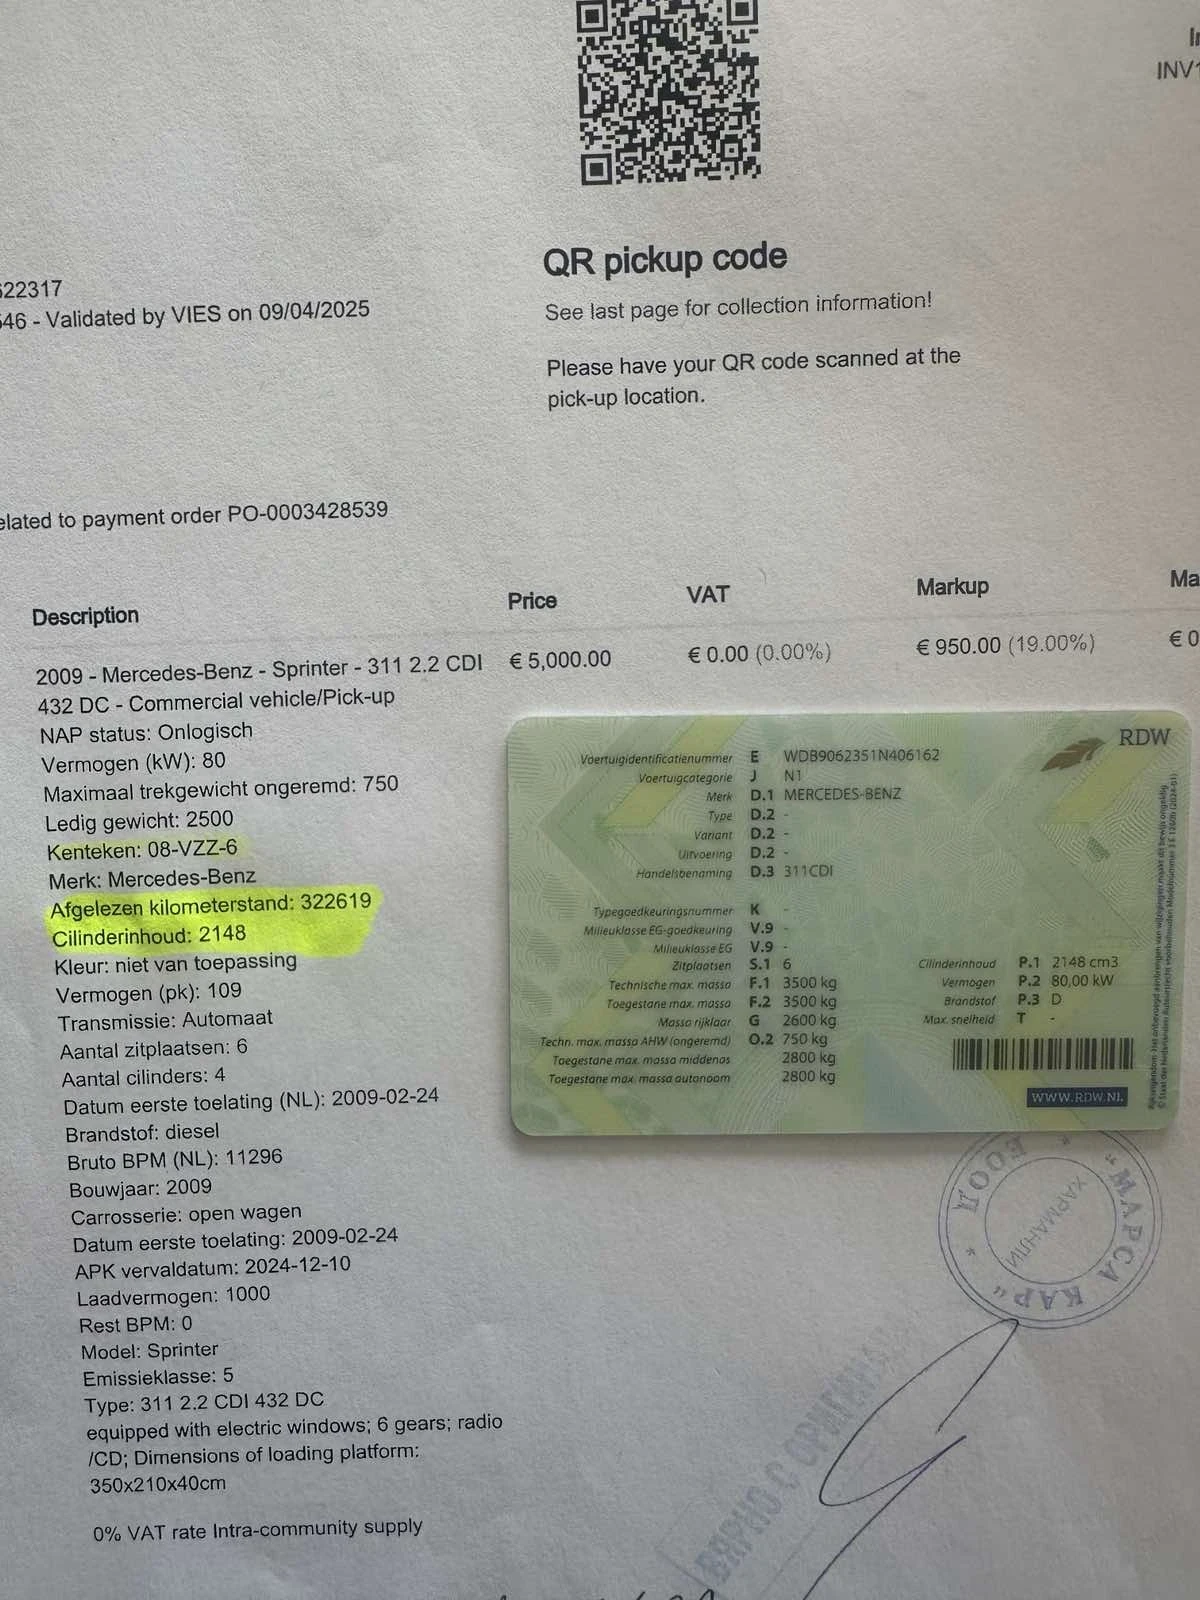 INV1
QR pickup code
See last page for collection information!
Please have your QR code scanned at the
pick-up location.
622317
546 - Validated by VIES on 09/04/2025
elated to payment order PO-0003428539
Description Price VAT Markup Ma
2009 - Mercedes-Benz - Sprinter - 311 2.2 CDI € 5,000.00 € 0.00 (0.00%) € 950.00 (19.00%) € 0
432 DC - Commercial vehicle/Pick-up
NAP status: Onlogisch
Vermogen (kW): 80
Maximaal trekgewicht ongeremd: 750
Ledig gewicht: 2500
Kenteken: 08-VZZ-6
Merk: Mercedes-Benz
Afgelezen kilometerstand: 322619
Cilinderinhoud: 2148
Kleur: niet van toepassing
Vermogen (pk): 109
Transmissie: Automaat
Aantal zitplaatsen: 6
Aantal cilinders: 4
Datum eerste toelating (NL): 2009-02-24
Brandstof: diesel
Bruto BPM (NL): 11296
Bouwjaar: 2009
Carrosserie: open wagen
Datum eerste toelating: 2009-02-24
APK vervaldatum: 2024-12-10
Laadvermogen: 1000
Rest BPM: 0
Model: Sprinter
Emissieklasse: 5
Type: 311 2.2 CDI 432 DC
equipped with electric windows; 6 gears; radio
/CD; Dimensions of loading platform:
350x210x40cm
0% VAT rate Intra-community supply
RDW
Voertuigidentificatienummer E WDB9062351N406162
Voertuigcategorie J N1
Merk D.1 MERCEDES-BENZ
Type D.2 -
Variant D.2 -
Uitvoering D.2 -
Handelsbenaming D.3 311CDI
Typegoedkeuringsnummer K -
Milieuklasse EG-goedkeuring V.9 -
Milieuklasse EG V.9 -
Zitplaatsen S.1 6
Technische max. massa F.1 3500 kg
Toegestane max. massa F.2 3500 kg
Massa rijklaar G 2600 kg
Techn. max. massa AHW (ongeremd) O.2 750 kg
Toegestane max. massa middenas 2800 kg
Toegestane max. massa autonoom 2800 kg
Cilinderinhoud P.1 2148 cm3
Vermogen P.2 80,00 kW
Brandstof P.3 D
Max. snelheid T -
WWW.RDW.NL
"МАРСА КАР" * ЕООД *
ХАРМАНЛИ
ВЯРНО С ОРИГИНАЛА